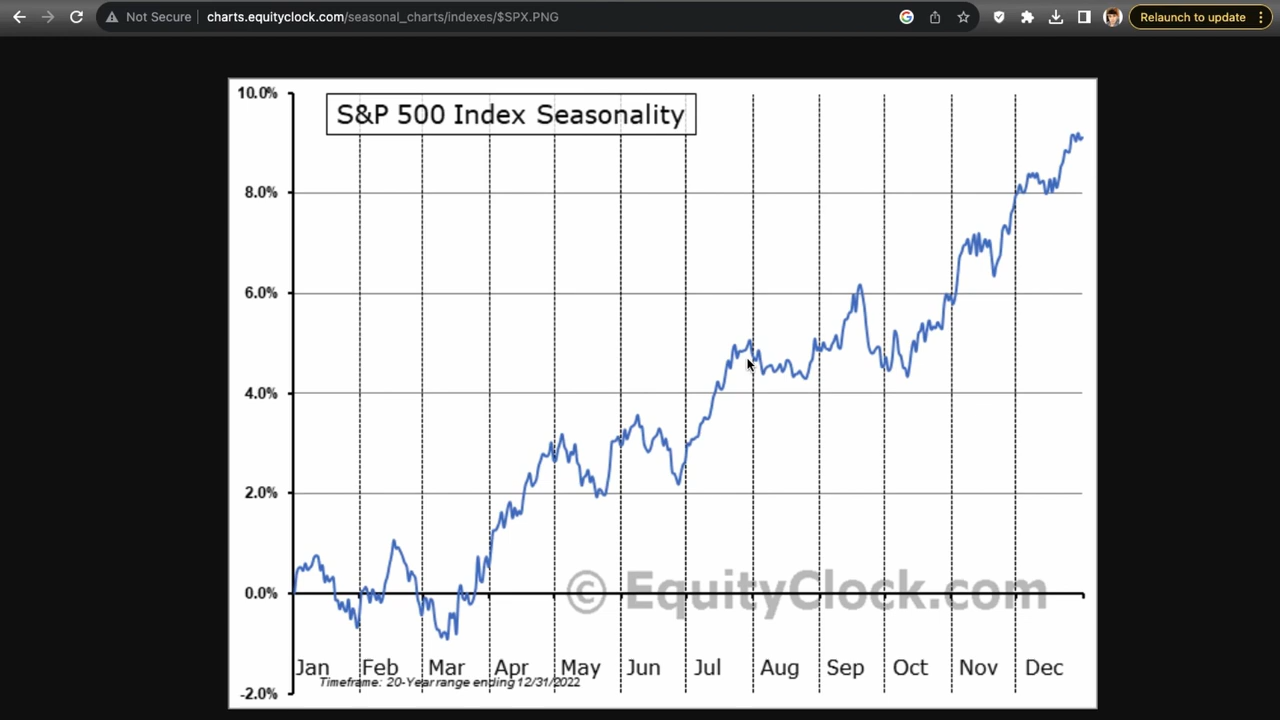 Not Secure charts.equityclock.com/seasonal_charts/indexes/$SPX.PNG Relaunch to update
10.0%
S&P 500 Index Seasonality
8.0%
6.0%
4.0%
2.0%
0.0%
© EquityClock.com
Jan Feb Mar Apr May Jun Jul Aug Sep Oct Nov Dec
Timeframe: 20-Year range ending 12/31/2022
-2.0%